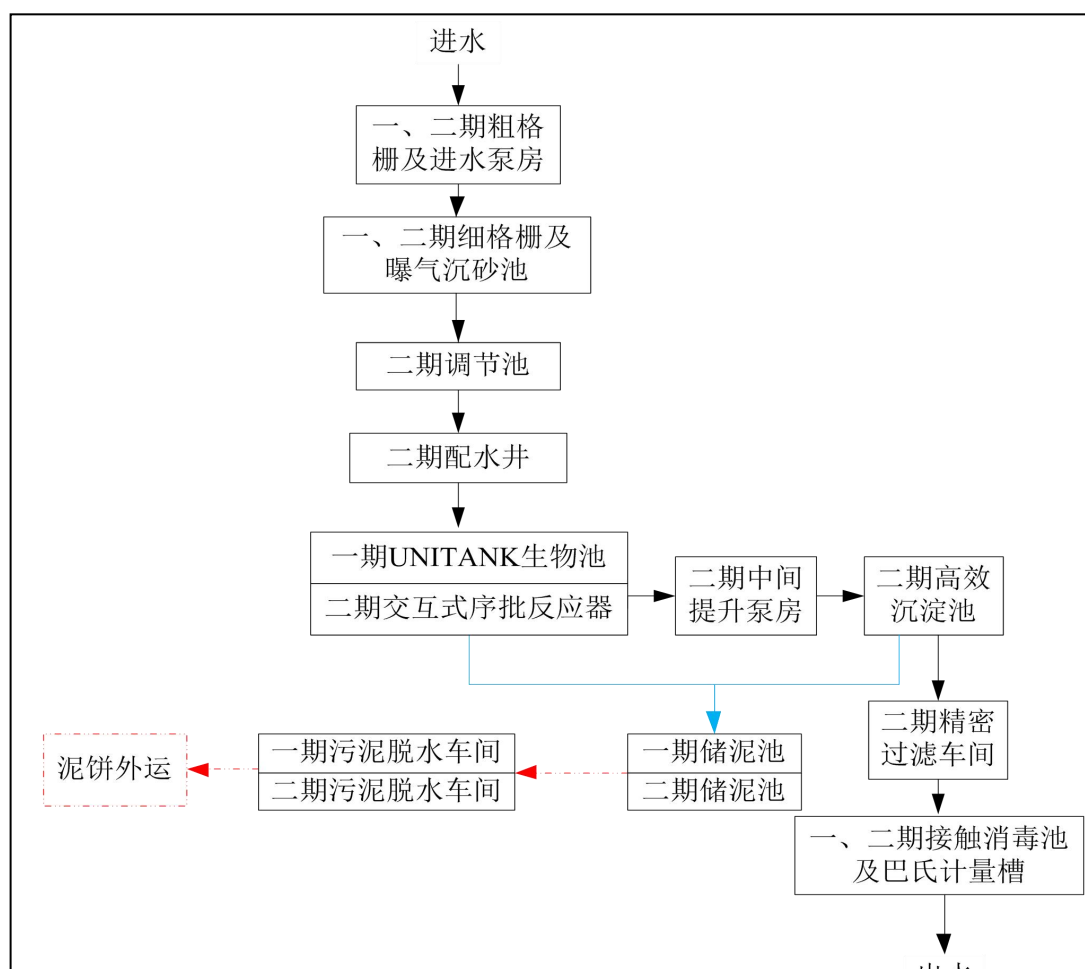 进水
一、二期粗格
栅及进水泵房
一、二期细格栅及
曝气沉砂池
二期调节池
二期配水井
一期UNITANK生物池
二期交互式序批反应器
二期中间
提升泵房
二期高效
沉淀池
二期精密
过滤车间
一期储泥池
二期储泥池
一期污泥脱水车间
二期污泥脱水车间
泥饼外运
一、二期接触消毒池
及巴氏计量槽